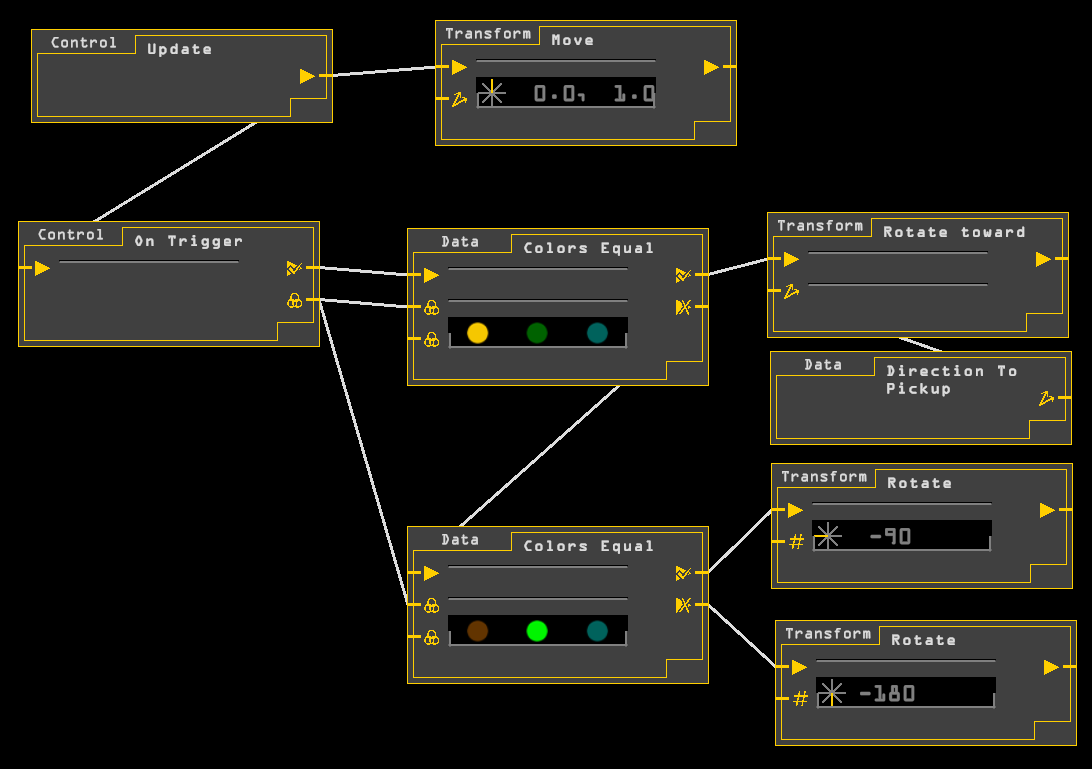 Control Update
Transform Move
0.0, 1.0
Control On Trigger
Data Colors Equal
Transform Rotate toward
Data Direction To
Pickup
Transform Rotate
# -90
Data Colors Equal
Transform Rotate
# -180